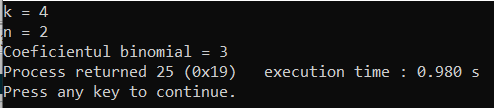 k = 4
n = 2
Coeficientul binomial = 3
Process returned 25 (0x19)   execution time : 0.980 s
Press any key to continue.